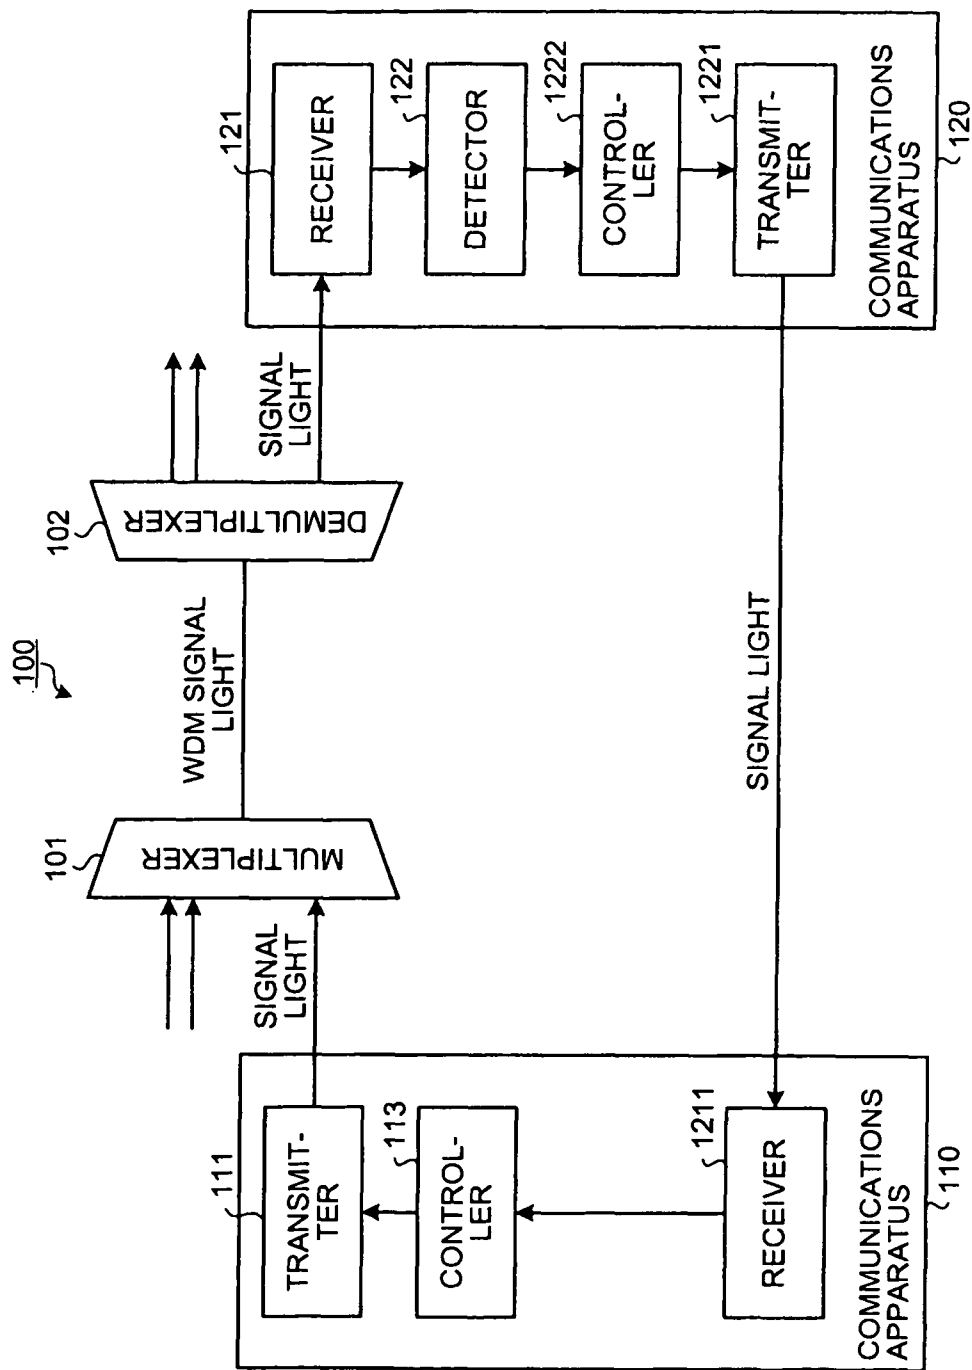 100
110
COMMUNICATIONS
APPARATUS
111
TRANSMIT-
TER
113
CONTROL-
LER
1211
RECEIVER
SIGNAL
LIGHT
101
MULTIPLEXER
WDM SIGNAL
LIGHT
102
DEMULTIPLEXER
SIGNAL
LIGHT
121
RECEIVER
122
DETECTOR
1222
CONTROL-
LER
1221
TRANSMIT-
TER
COMMUNICATIONS
APPARATUS
120
SIGNAL LIGHT